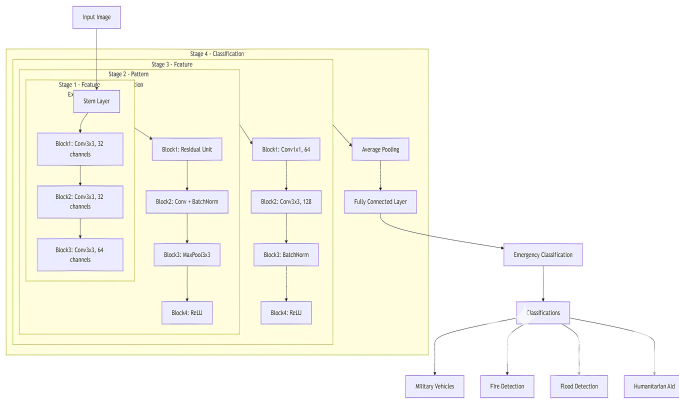 Input Image
Stage 4 - Classification
Stage 3 - Feature
Stage 2 - Pattern
Stage 1 - Feature
Stem Layer
Block1: Conv3x3, 32
channels
Block2: Conv3x3, 32
channels
Block3: Conv3x3, 64
channels
Block1: Residual Unit
Block2: Conv + BatchNorm
Block3: MaxPool3x3
Block4: ReLU
Block1: Conv1x1, 64
Block2: Conv3x3, 128
Block3: BatchNorm
Block4: ReLU
Average Pooling
Fully Connected Layer
Emergency Classification
Classifications
Military Vehicles
Fire Detection
Flood Detection
Humanitarian Aid